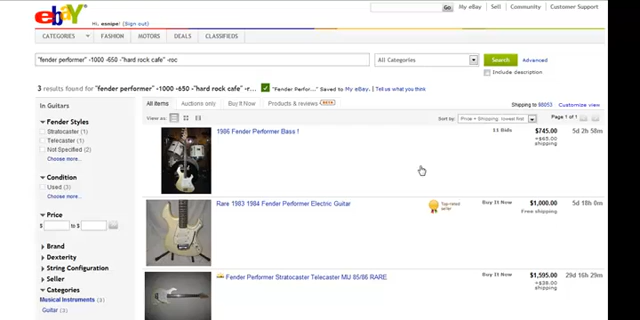 ebaY
Hi, esnipe! (Sign out)
Go
My eBay
Sell
Community
Customer Support
CATEGORIES
FASHION
MOTORS
DEALS
CLASSIFIEDS
"fender performer" -1000 -650 -"hard rock cafe" -roc
All Categories
Search
Advanced
Include description
3 results found for "fender performer" -1000 -650 -"hard rock cafe" -r...
"Fender Perfor..." Saved to My eBay. | Tell us what you think
In Guitars
All items
Auctions only
Buy It Now
Products & reviews BETA
Shipping to 98053
Customize view
View as:
Sort by: Price + Shipping: lowest first
Page 1 of 1
Fender Styles
Stratocaster (1)
Telecaster (1)
Not Specified (2)
Choose more...
Condition
Used (3)
Choose more...
Price
$ to $
Brand
Dexterity
String Configuration
Seller
Categories
Musical Instruments (3)
Guitar (3)
1986 Fender Performer Bass !
11 Bids
$745.00
+$65.00
shipping
5d 2h 58m
Rare 1983 1984 Fender Performer Electric Guitar
Top-rated
seller
Buy It Now
$1,000.00
Free shipping
5d 18h 0m
Fender Performer Stratocaster Telecaster MIJ 85/86 RARE
Buy It Now
$1,595.00
+$38.00
shipping
29d 16h 29m